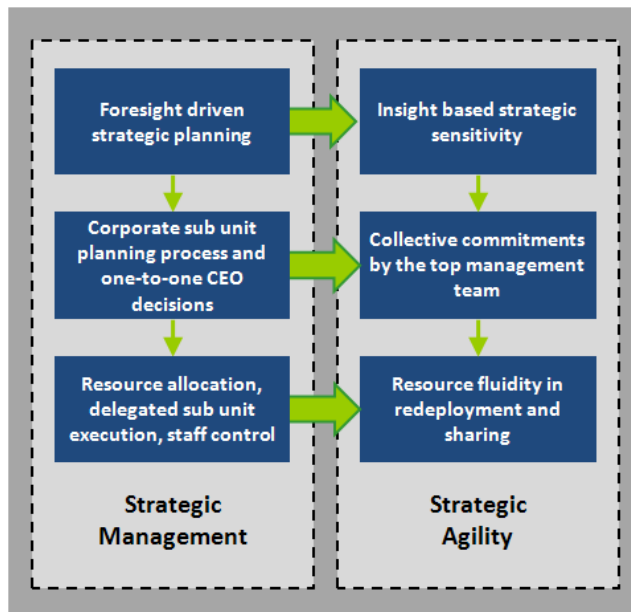 Foresight driven
strategic planning
Insight based strategic
sensitivity
Corporate sub unit
planning process and
one-to-one CEO
decisions
Collective commitments
by the top management
team
Resource allocation,
delegated sub unit
execution, staff control
Resource fluidity in
redeployment and
sharing
Strategic
Management
Strategic
Agility